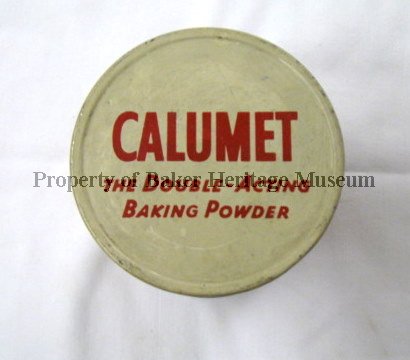 CALUMET
Property of Baker Heritage Museum
THE DOUBLE-ACTING
BAKING POWDER